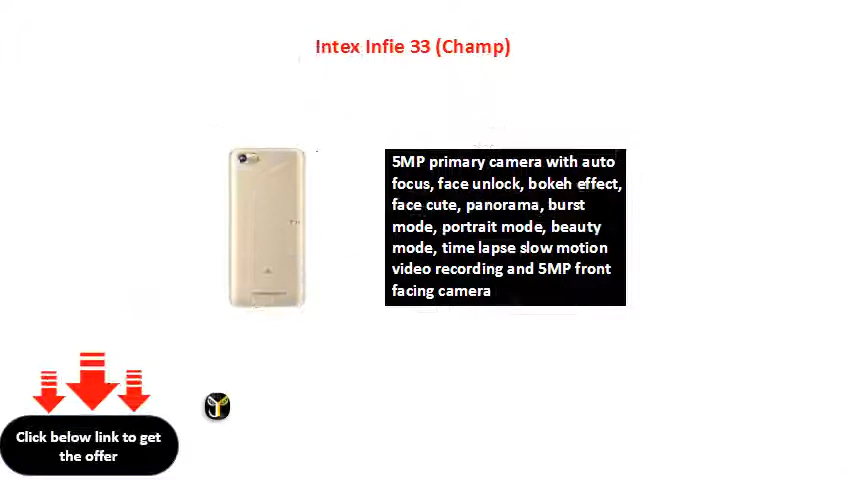 Intex Infie 33 (Champ)
5MP primary camera with auto
focus, face unlock, bokeh effect,
face cute, panorama, burst
mode, portrait mode, beauty
mode, time lapse slow motion
video recording and 5MP front
facing camera
Click below link to get
the offer